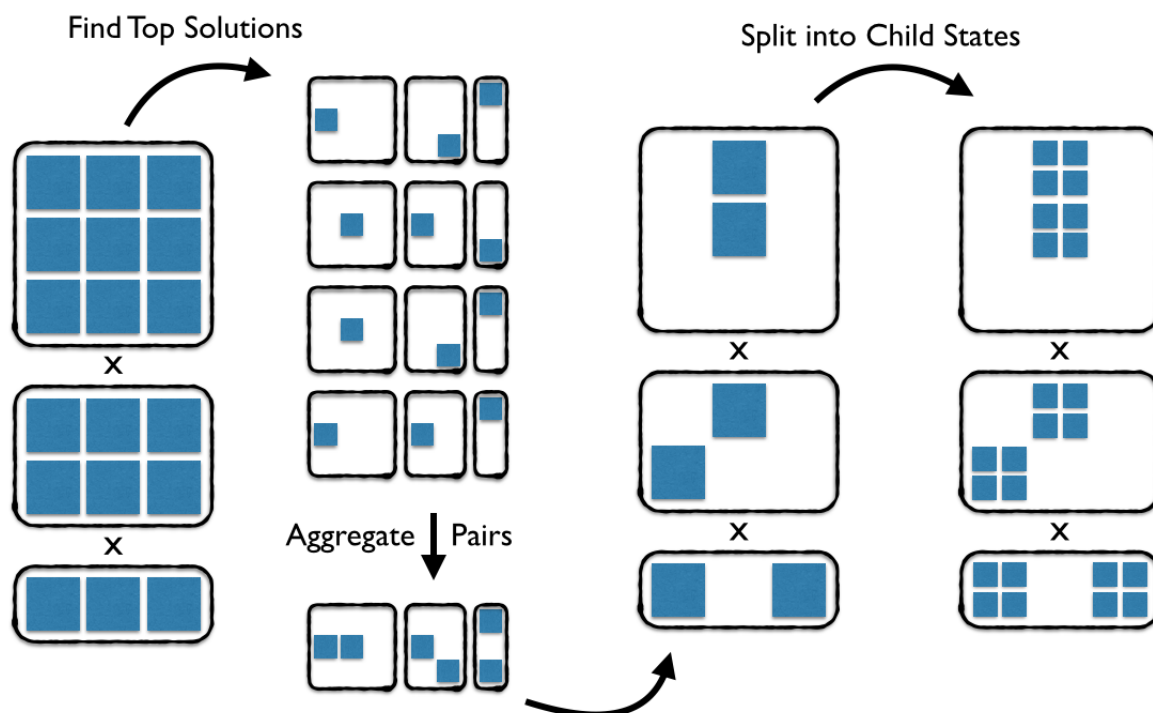 Find Top Solutions
Split into Child States
x
x
x
x
x
x
Aggregate Pairs